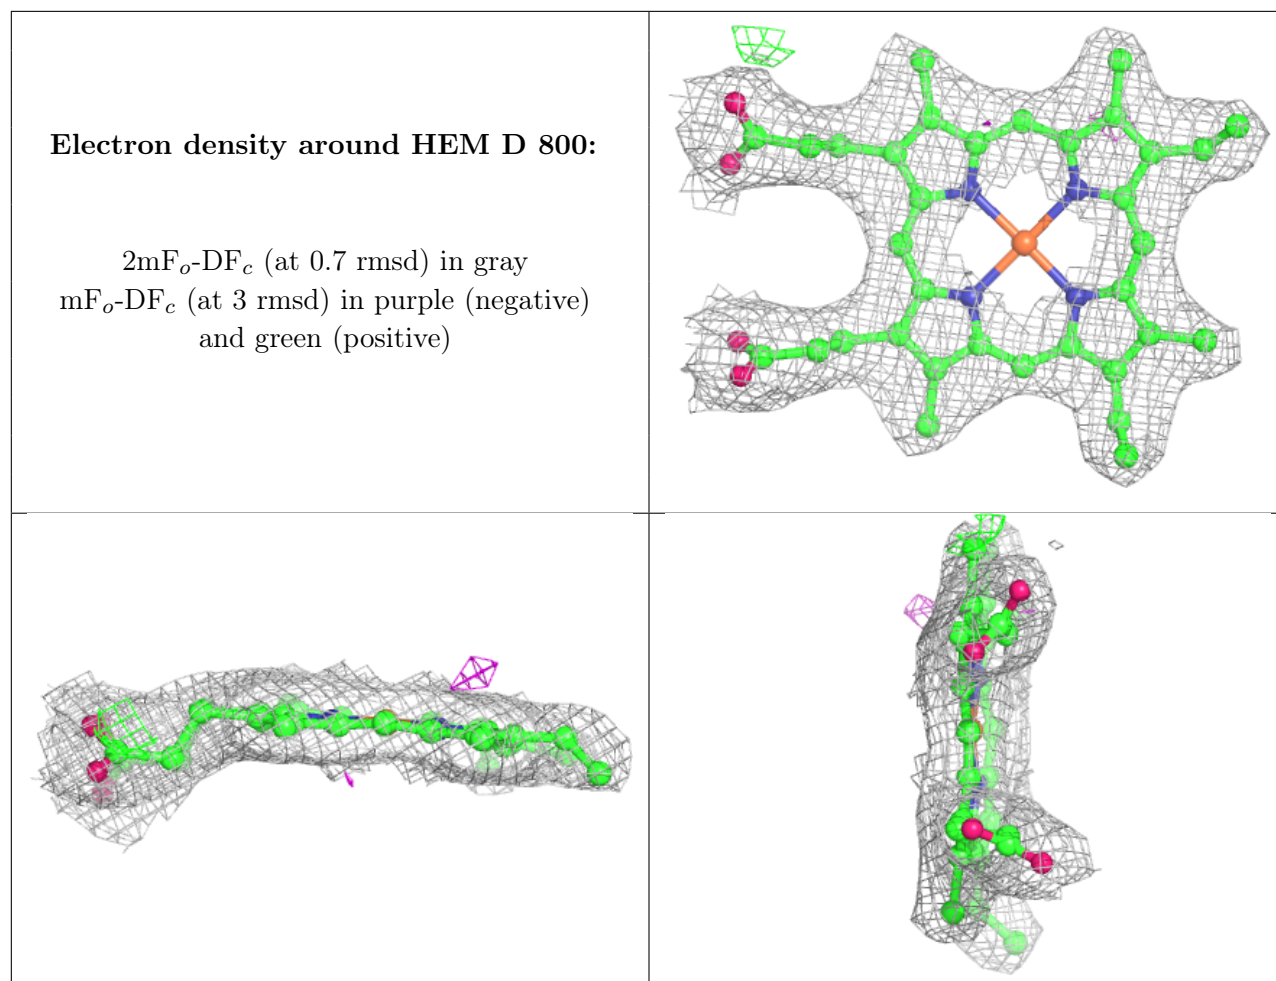 Electron density around HEM D 800:
2mFo-DFc (at 0.7 rmsd) in gray
mFo-DFc (at 3 rmsd) in purple (negative)
and green (positive)